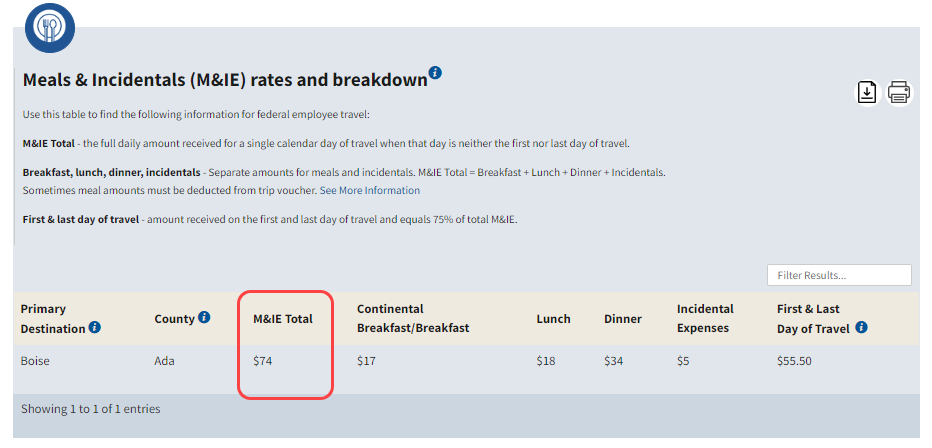 Meals & Incidentals (M&IE) rates and breakdown i
Use this table to find the following information for federal employee travel:
M&IE Total - the full daily amount received for a single calendar day of travel when that day is neither the first nor last day of travel.
Breakfast, lunch, dinner, incidentals - Separate amounts for meals and incidentals. M&IE Total = Breakfast + Lunch + Dinner + Incidentals.
Sometimes meal amounts must be deducted from trip voucher. See More Information
First & last day of travel - amount received on the first and last day of travel and equals 75% of total M&IE.
Filter Results...
Primary Destination i County i M&IE Total Continental Breakfast/Breakfast Lunch Dinner Incidental Expenses First & Last Day of Travel i
Boise Ada $74 $17 $18 $34 $5 $55.50
Showing 1 to 1 of 1 entries